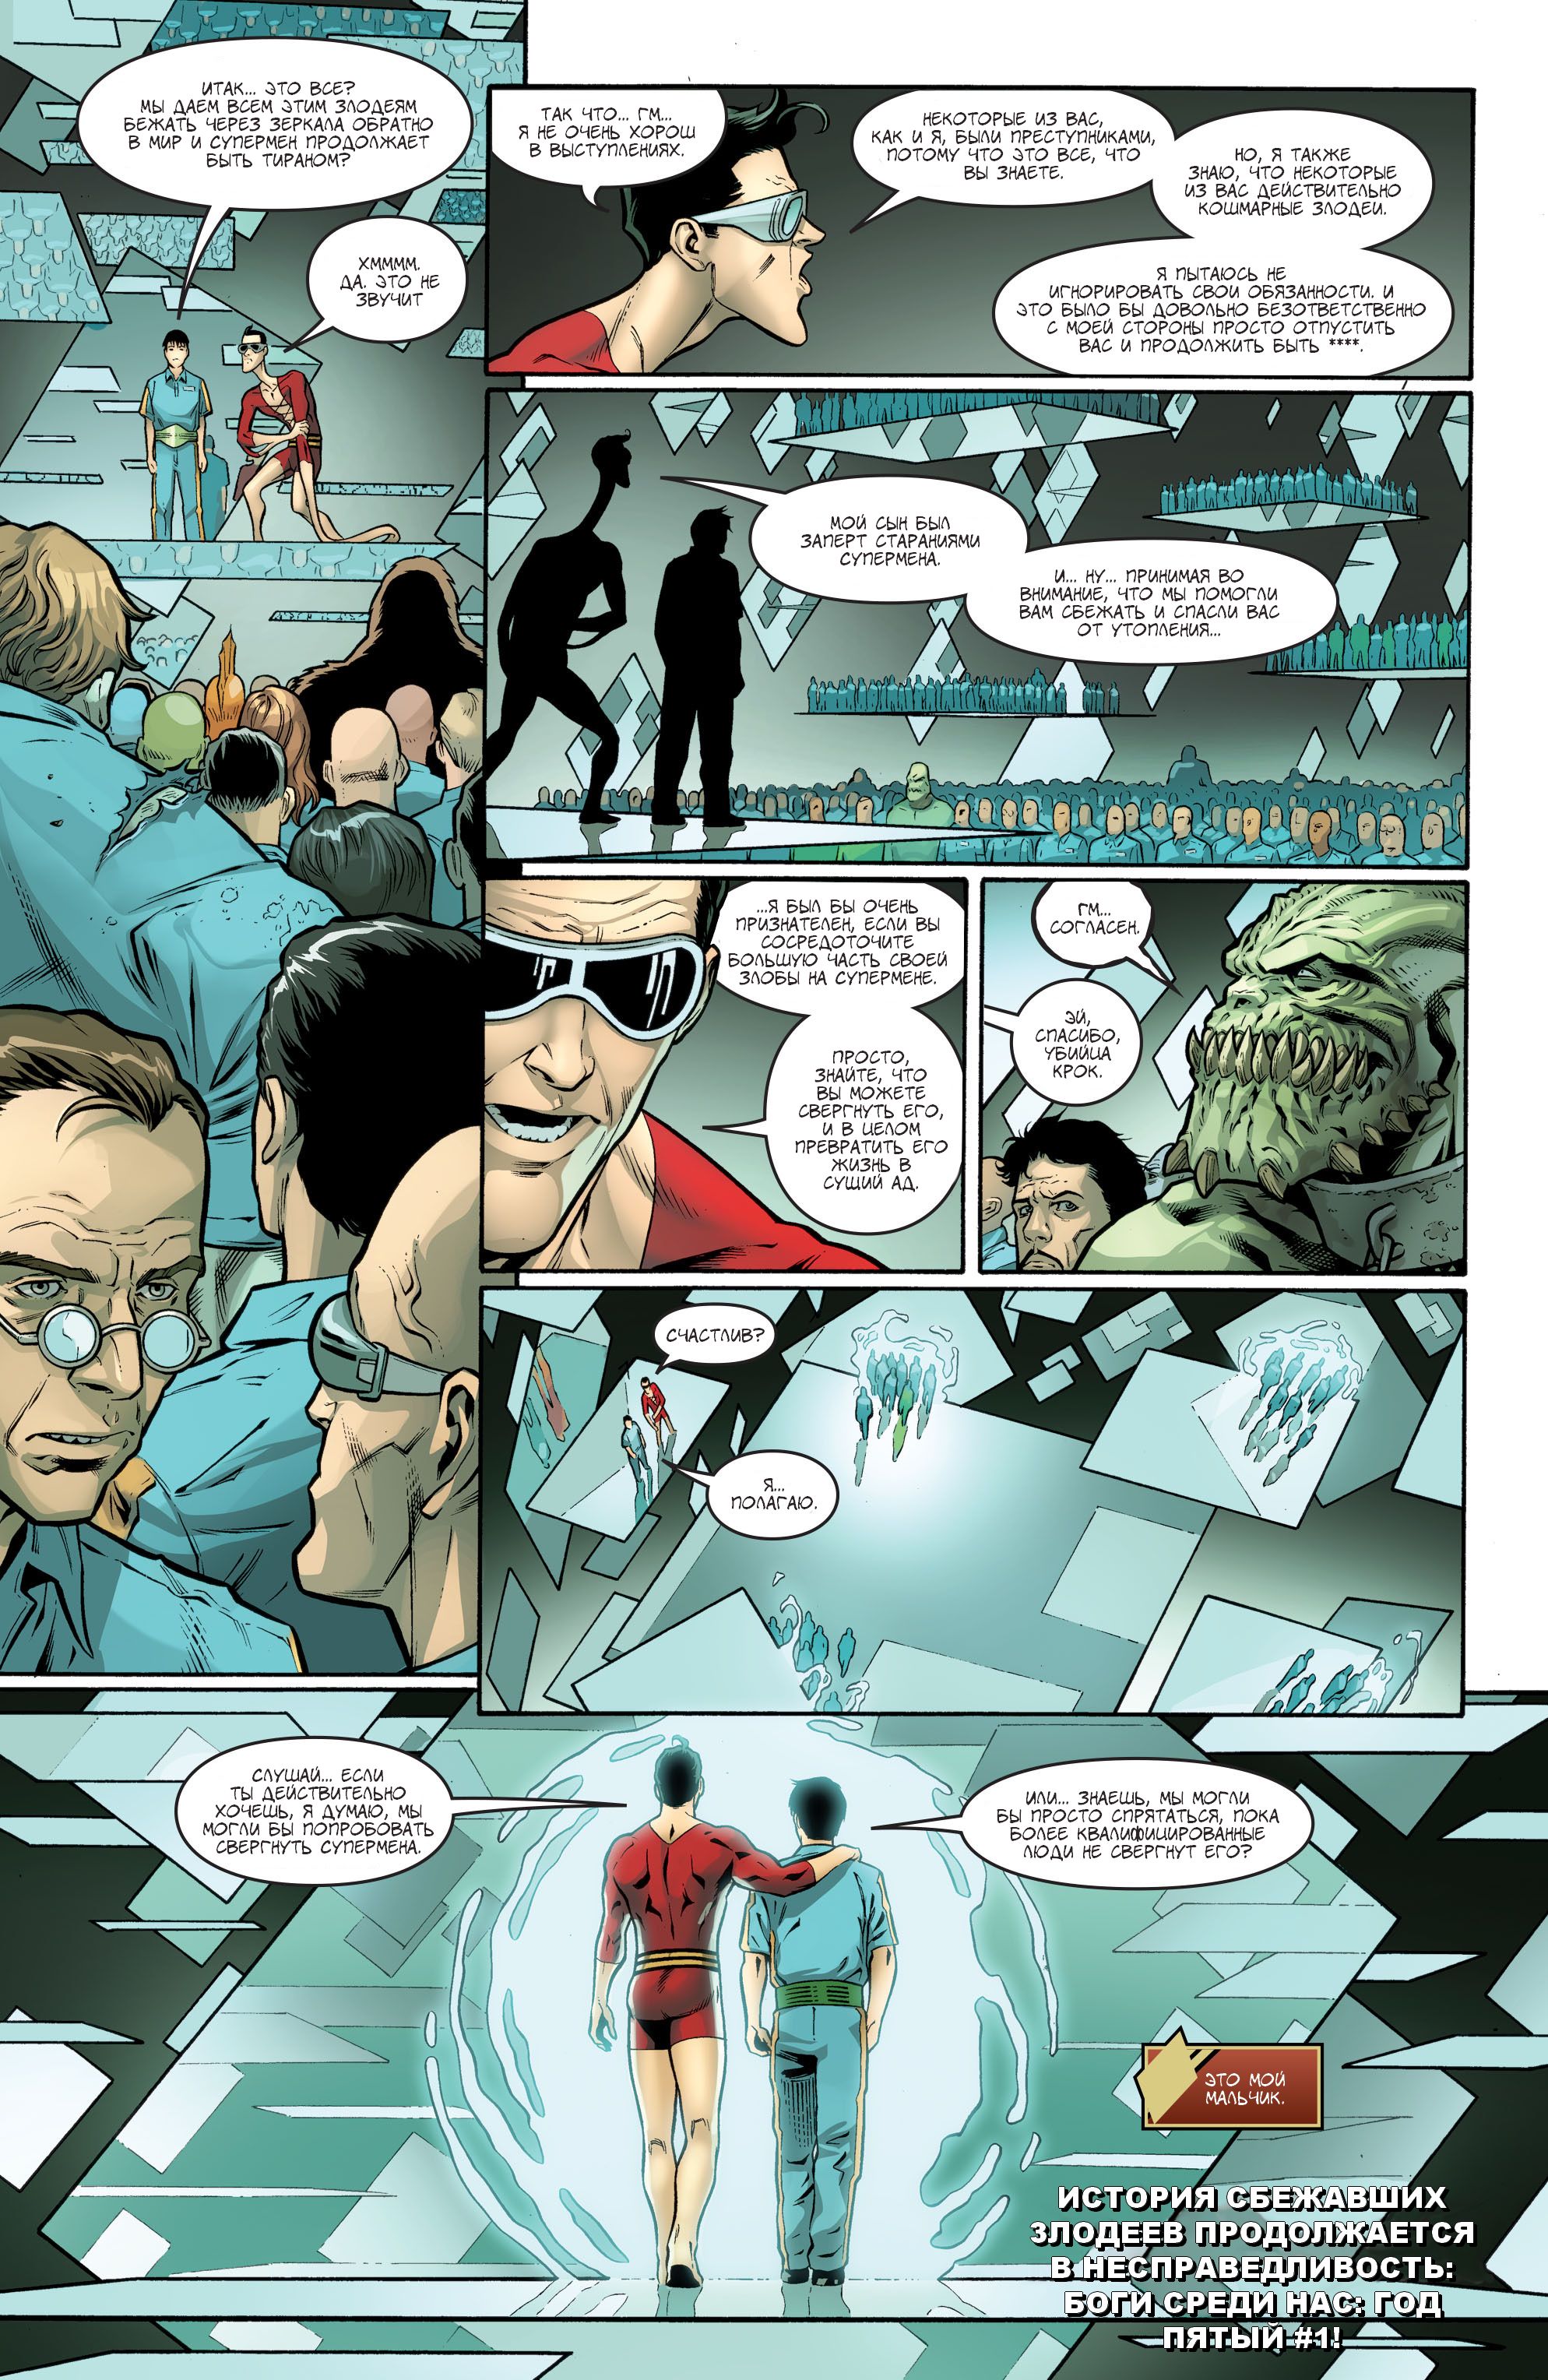 ИТАК... ЭТО ВСЕ?
МЫ ДАЕМ ВСЕМ ЭТИМ ЗЛОДЕЯМ
БЕЖАТЬ ЧЕРЕЗ ЗЕРКАЛА ОБРАТНО
В МИР И СУПЕРМЕН ПРОДОЛЖАЕТ
БЫТЬ ТИРАНОМ?
ХММММ.
ДА. ЭТО НЕ
ЗВУЧИТ
ТАК ЧТО... ГМ...
Я НЕ ОЧЕНЬ ХОРОШ
В ВЫСТУПЛЕНИЯХ.
НЕКОТОРЫЕ ИЗ ВАС,
КАК И Я, БЫЛИ ПРЕСТУПНИКАМИ,
ПОТОМУ ЧТО ЭТО ВСЕ, ЧТО
ВЫ ЗНАЕТЕ.
НО, Я ТАКЖЕ
ЗНАЮ, ЧТО НЕКОТОРЫЕ
ИЗ ВАС ДЕЙСТВИТЕЛЬНО
КОШМАРНЫЕ ЗЛОДЕИ.
Я ПЫТАЮСЬ НЕ
ИГНОРИРОВАТЬ СВОИ ОБЯЗАННОСТИ. И
ЭТО БЫЛО БЫ ДОВОЛЬНО БЕЗОТВЕТСТВЕННО
С МОЕЙ СТОРОНЫ ПРОСТО ОТПУСТИТЬ
ВАС И ПРОДОЛЖИТЬ БЫТЬ ****.
МОЙ СЫН БЫЛ
ЗАПЕРТ СТАРАНИЯМИ
СУПЕРМЕНА.
И... НУ... ПРИНИМАЯ ВО
ВНИМАНИЕ, ЧТО МЫ ПОМОГЛИ
ВАМ СБЕЖАТЬ И СПАСЛИ ВАС
ОТ УТОПЛЕНИЯ...
...Я БЫЛ БЫ ОЧЕНЬ
ПРИЗНАТЕЛЕН, ЕСЛИ ВЫ
СОСРЕДОТОЧИТЕ
БОЛЬШУЮ ЧАСТЬ СВОЕЙ
ЗЛОБЫ НА СУПЕРМЕНЕ.
ПРОСТО,
ЗНАЙТЕ, ЧТО
ВЫ МОЖЕТЕ
СВЕРГНУТЬ ЕГО,
И В ЦЕЛОМ
ПРЕВРАТИТЬ ЕГО
ЖИЗНЬ В
СУЩИЙ АД.
ГМ...
СОГЛАСЕН.
ЭЙ,
СПАСИБО,
УБИЙЦА
КРОК.
СЧАСТЛИВ?
Я...
ПОЛАГАЮ.
СЛУШАЙ... ЕСЛИ
ТЫ ДЕЙСТВИТЕЛЬНО
ХОЧЕШЬ, Я ДУМАЮ, МЫ
МОГЛИ БЫ ПОПРОБОВАТЬ
СВЕРГНУТЬ СУПЕРМЕНА.
ИЛИ... ЗНАЕШЬ, МЫ МОГЛИ
БЫ ПРОСТО СПРЯТАТЬСЯ, ПОКА
БОЛЕЕ КВАЛИФИЦИРОВАННЫЕ
ЛЮДИ НЕ СВЕРГНУТ ЕГО?
ЭТО МОЙ
МАЛЬЧИК.
ИСТОРИЯ СБЕЖАВШИХ
ЗЛОДЕЕВ ПРОДОЛЖАЕТСЯ
В НЕСПРАВЕДЛИВОСТЬ:
БОГИ СРЕДИ НАС: ГОД
ПЯТЫЙ #1!